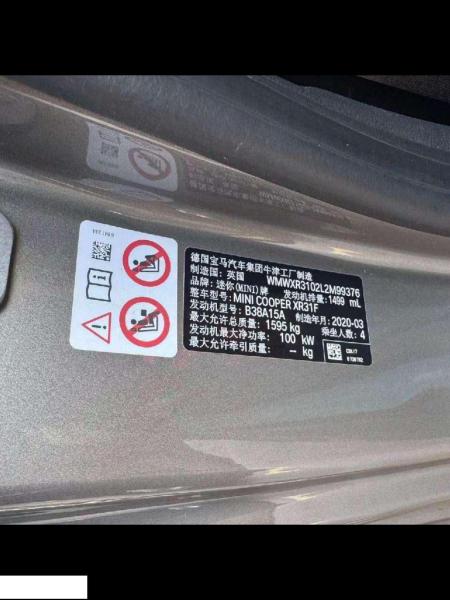 德国宝马汽车集团牛津工厂制造
制造国：英国 WMWXR3102L2M99376
品牌：迷你(MINI)牌 发动机排量：1499 mL
整车型号：MINI COOPER XR31F
发动机型号：B38A15A 制造年月：2020-03
最大允许总质量：1595 kg 乘坐人数：4
发动机最大净功率：100 kW
最大允许牵引质量：— kg